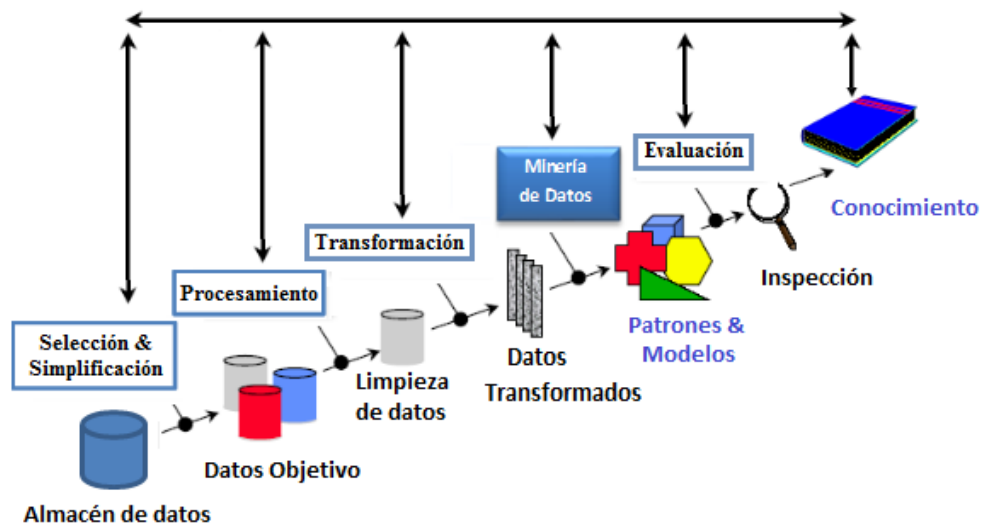 Minería
de Datos
Evaluación
Conocimiento
Transformación
Inspección
Procesamiento
Patrones &
Modelos
Selección &
Simplificación
Datos
Transformados
Limpieza
de datos
Datos Objetivo
Almacén de datos